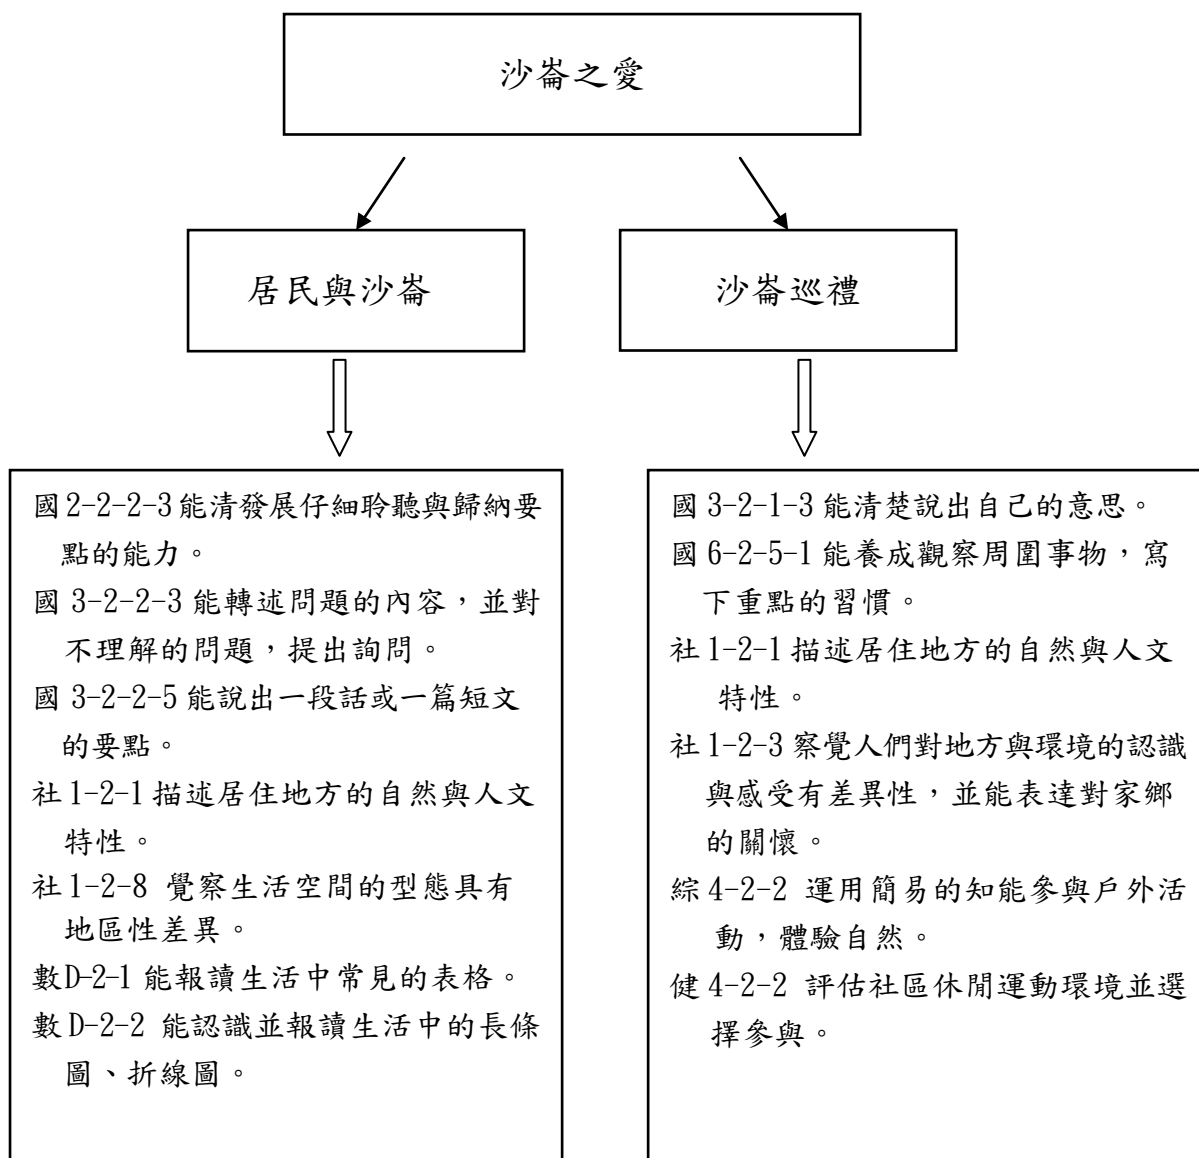 沙崙之愛
居民與沙崙
沙崙巡禮
國2-2-2-3能清發展仔細聆聽與歸納要
點的能力。
國 3-2-2-3 能轉述問題的內容，並對
不理解的問題，提出詢問。
國 3-2-2-5 能說出一段話或一篇短文
的要點。
社1-2-1描述居住地方的自然與人文
特性。
社1-2-8 覺察生活空間的型態具有
地區性差異。
數D-2-1能報讀生活中常見的表格。
數D-2-2 能認識並報讀生活中的長條
圖、折線圖。
國 3-2-1-3能清楚說出自己的意思。
國 6-2-5-1 能養成觀察周圍事物，寫
下重點的習慣。
社1-2-1描述居住地方的自然與人文
特性。
社1-2-3 察覺人們對地方與環境的認識
與感受有差異性，並能表達對家鄉
的關懷。
綜4-2-2 運用簡易的知能參與戶外活
動，體驗自然。
健 4-2-2 評估社區休閒運動環境並選
擇參與。